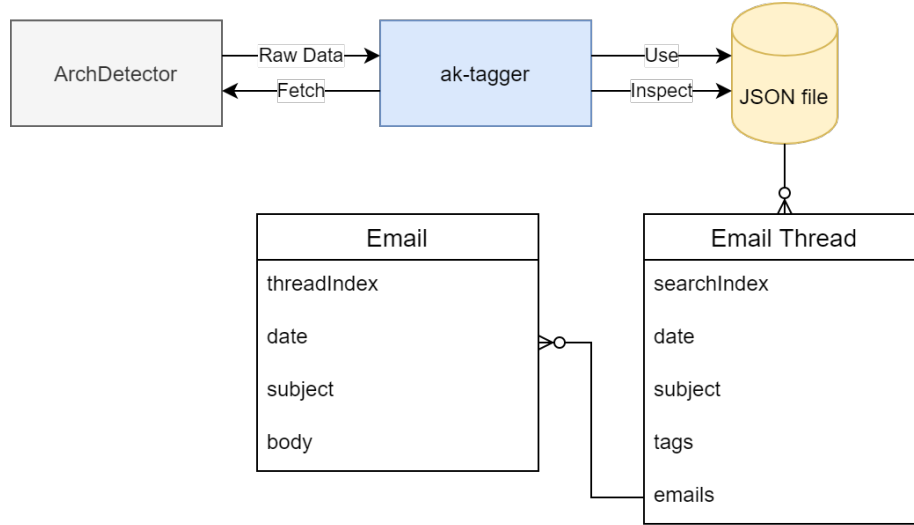 ArchDetector
Raw Data
Fetch
ak-tagger
Use
Inspect
JSON file
Email
threadIndex
date
subject
body
Email Thread
searchIndex
date
subject
tags
emails